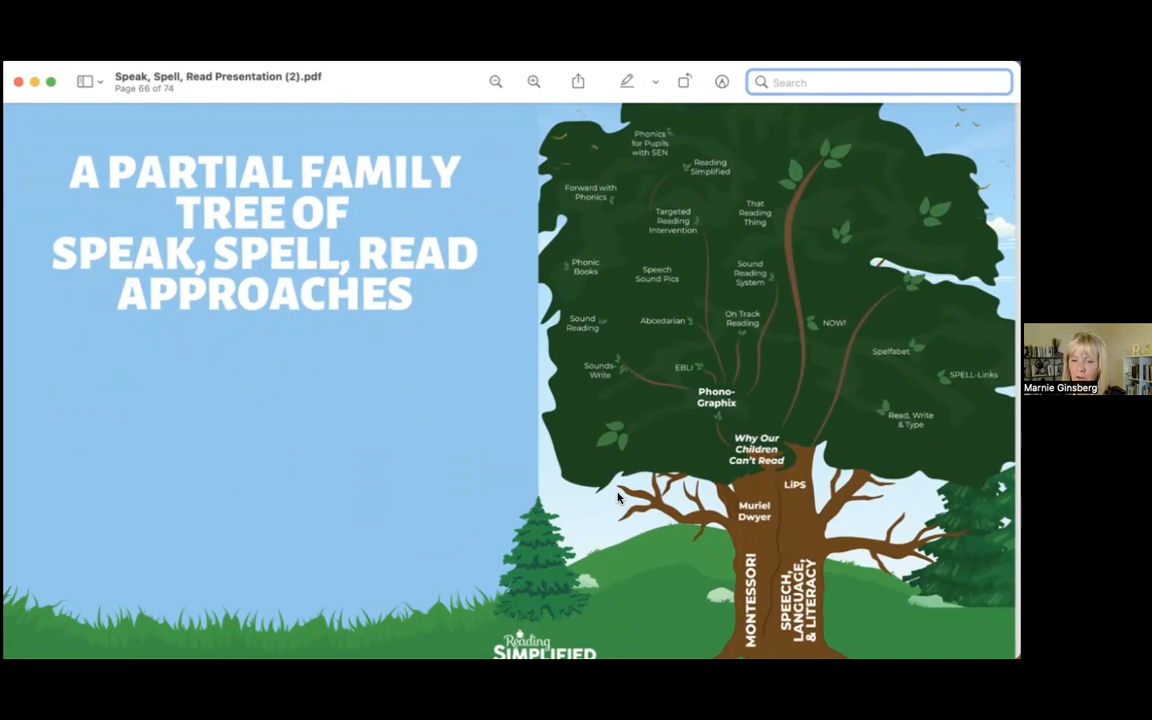 Speak, Spell, Read Presentation (2).pdf
Page 66 of 74
Search
A PARTIAL FAMILY
TREE OF
SPEAK, SPELL, READ
APPROACHES
Phonics
for Pupils
with SEN
Reading
Simplified
Forward with
Phonics
Targeted
Reading
Intervention
That
Reading
Thing
Phonic
Books
Speech
Sound Pics
Sound
Reading
System
Sound
Reading
Abcedarian
On Track
Reading
NOW!
Sounds-
Write
EBLI
Spelfabet
SPELL-Links
Phono-
Graphix
Read, Write
& Type
Why Our
Children
Can't Read
LiPS
Muriel
Dwyer
MONTESSORI
SPEECH,
LANGUAGE,
& LITERACY
Reading
SIMPLIFIED
Marnie Ginsberg